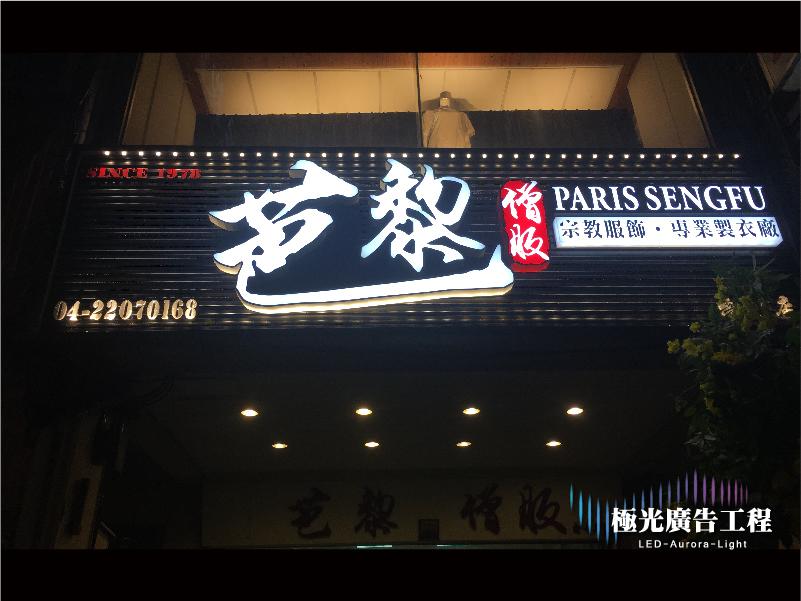 SINCE 1978
芭黎
僧服
PARIS SENGFU
宗教服飾・專業製衣廠
04-22070168
芭黎 僧服
極光廣告工程
LED-Aurora-Light